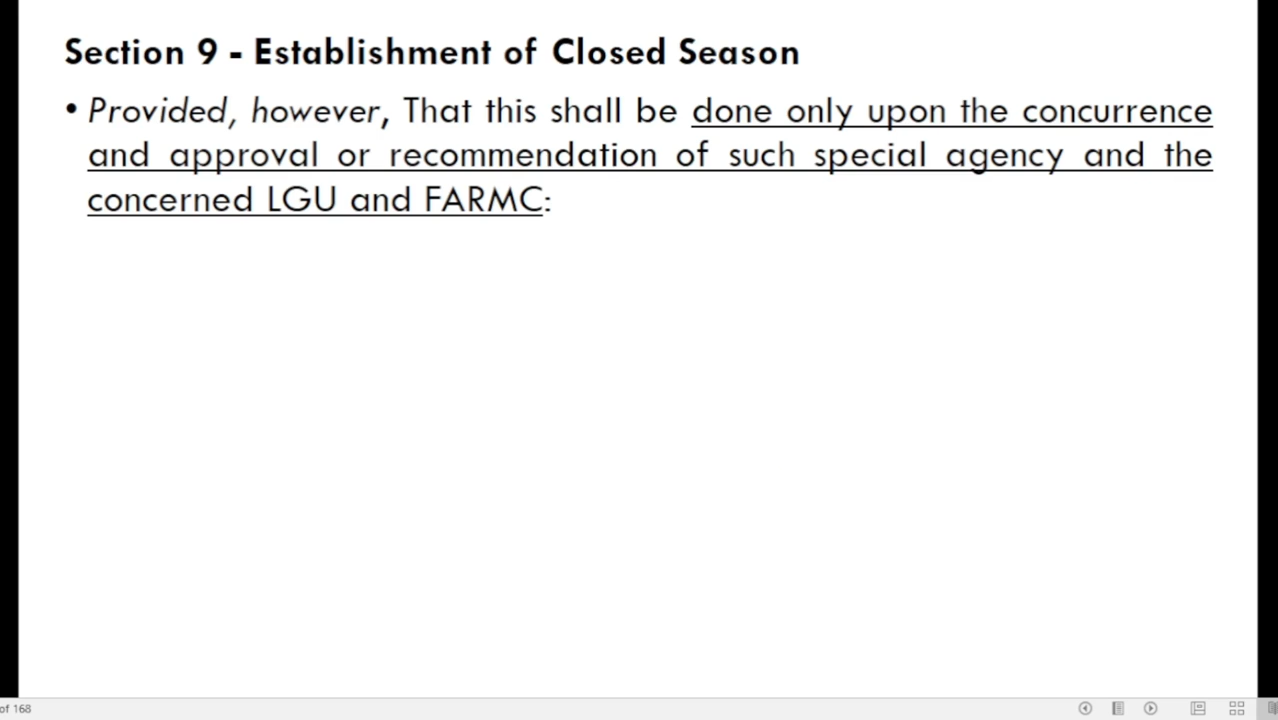 Section 9 - Establishment of Closed Season
• Provided, however, That this shall be done only upon the concurrence
and approval or recommendation of such special agency and the
concerned LGU and FARMC:
of 168